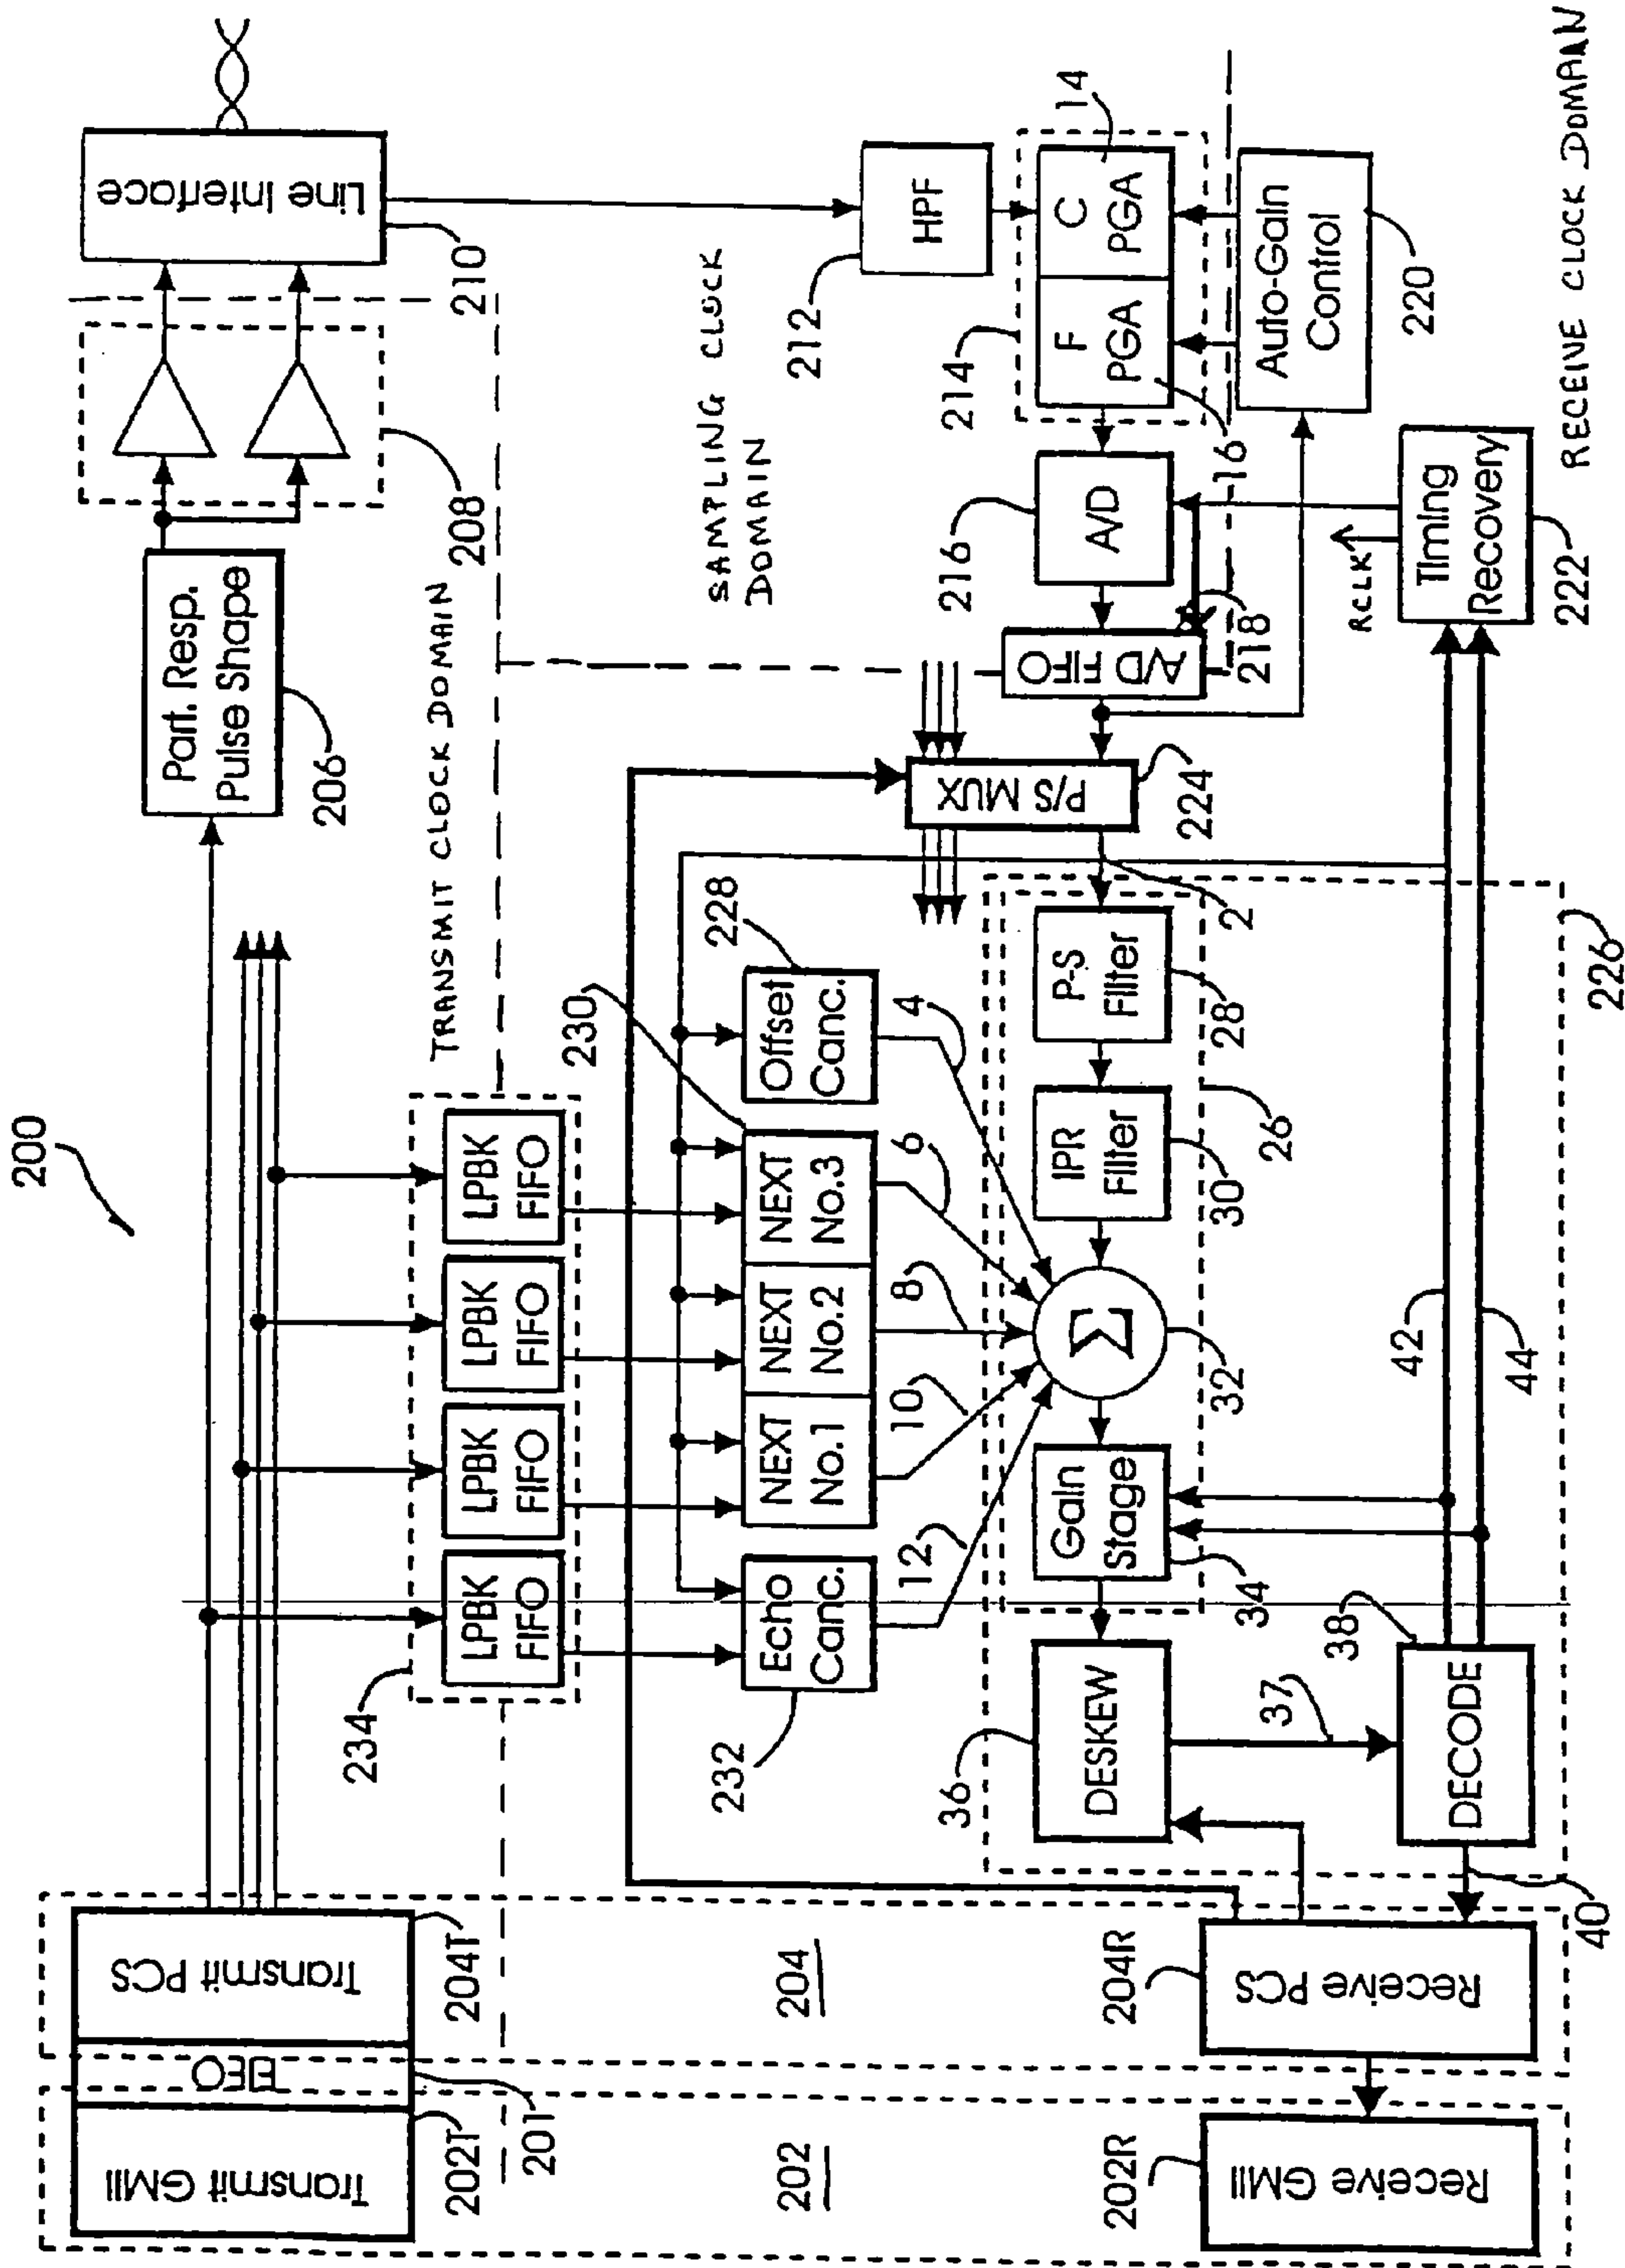 200
Transmit GMII
202T
FIFO
201
Transmit PCS
204T
Part. Resp.
Pulse Shape
206
208
Line Interface
210
TRANSMIT CLOCK DOMAIN
234
LPBK
FIFO
LPBK
FIFO
LPBK
FIFO
LPBK
FIFO
SAMPLING CLOCK
DOMAIN
Echo
Canc.
232
NEXT
No.1
NEXT
No.2
NEXT
No.3
230
Offset
Canc.
228
12
10
8
6
4
202
204
HPF
212
P/S MUX
224
A/D FIFO
218
A/D
216
214
F
PGA
16
C
PGA
14
36
DESKEW
Gain
Stage
34
Σ
32
IPR
Filter
30
P-S
Filter
28
26
2
Auto-Gain
Control
220
37
202R
Receive GMII
204R
Receive PCS
40
38
DECODE
42
44
226
RCLK
Timing
Recovery
222
RECEIVE CLOCK DOMAIN